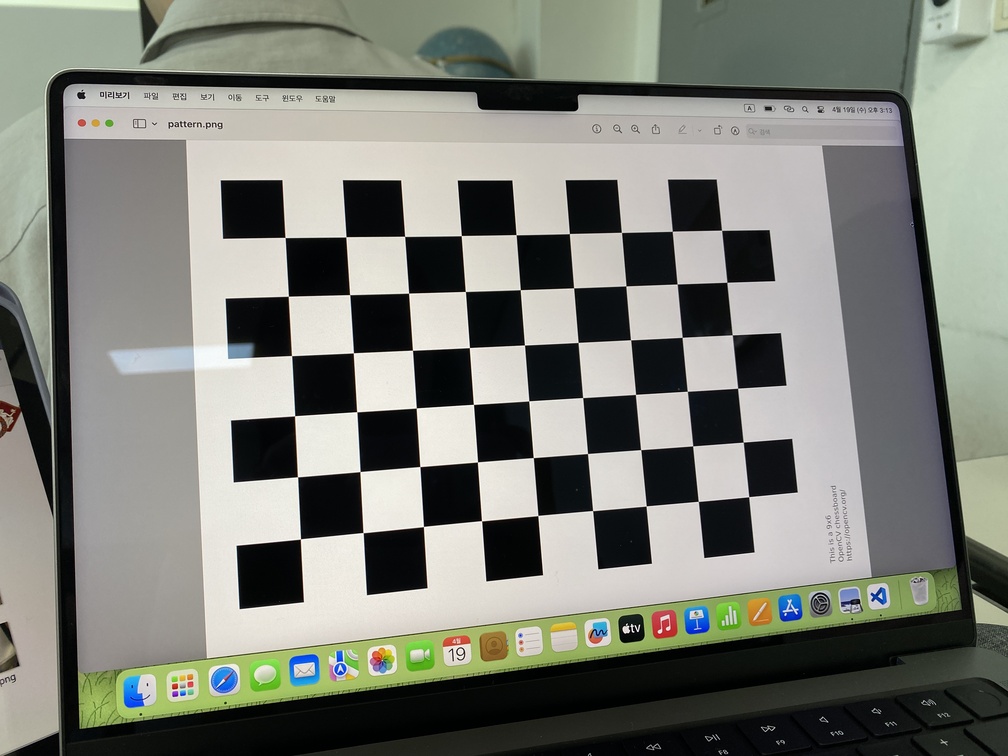 미리보기 파일 편집 보기 이동 도구 윈도우 도움말
A 4월 19일 (수) 오후 3:13
pattern.png
검색
This is a 9x6
OpenCV chessboard
https://opencv.org/
4월
19
tv
F8
F9
F10
F11
F12
png